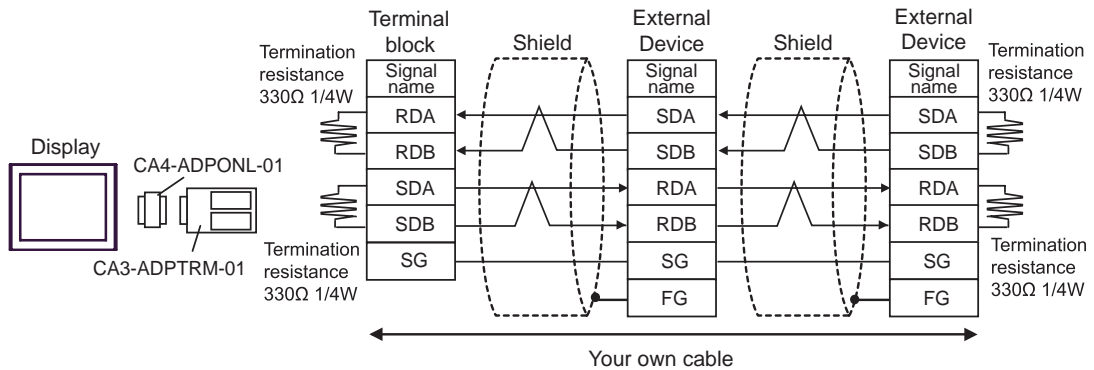 Display
CA4-ADPONL-01
CA3-ADPTRM-01
Termination
resistance
330Ω 1/4W
Termination
resistance
330Ω 1/4W
Terminal
block
Signal
name
RDA
RDB
SDA
SDB
SG
Shield
External
Device
Signal
name
SDA
SDB
RDA
RDB
SG
FG
Shield
External
Device
Signal
name
SDA
SDB
RDA
RDB
SG
FG
Termination
resistance
330Ω 1/4W
Termination
resistance
330Ω 1/4W
Your own cable